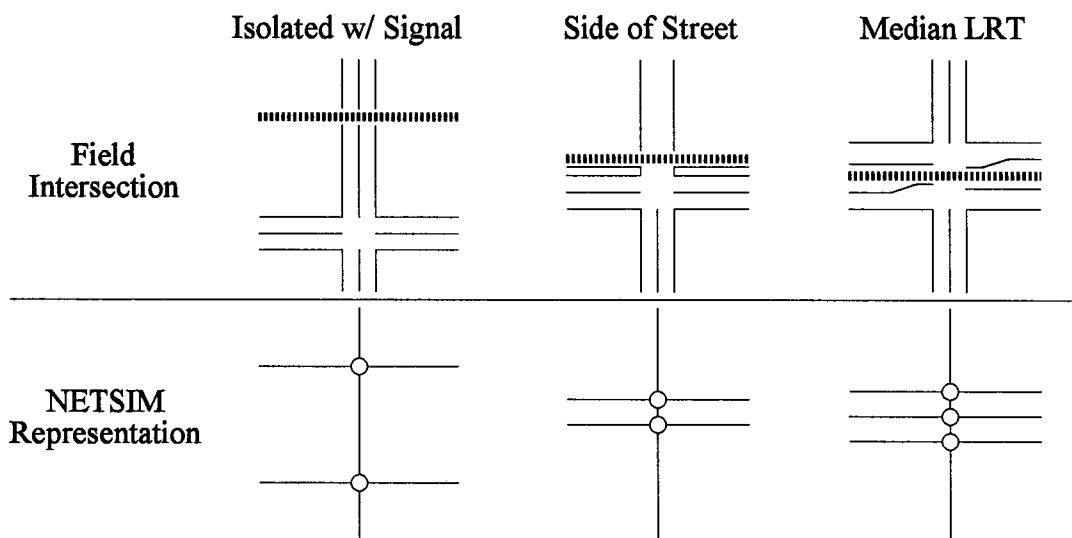 Isolated w/ Signal
Side of Street
Median LRT
Field
Intersection
NETSIM
Representation